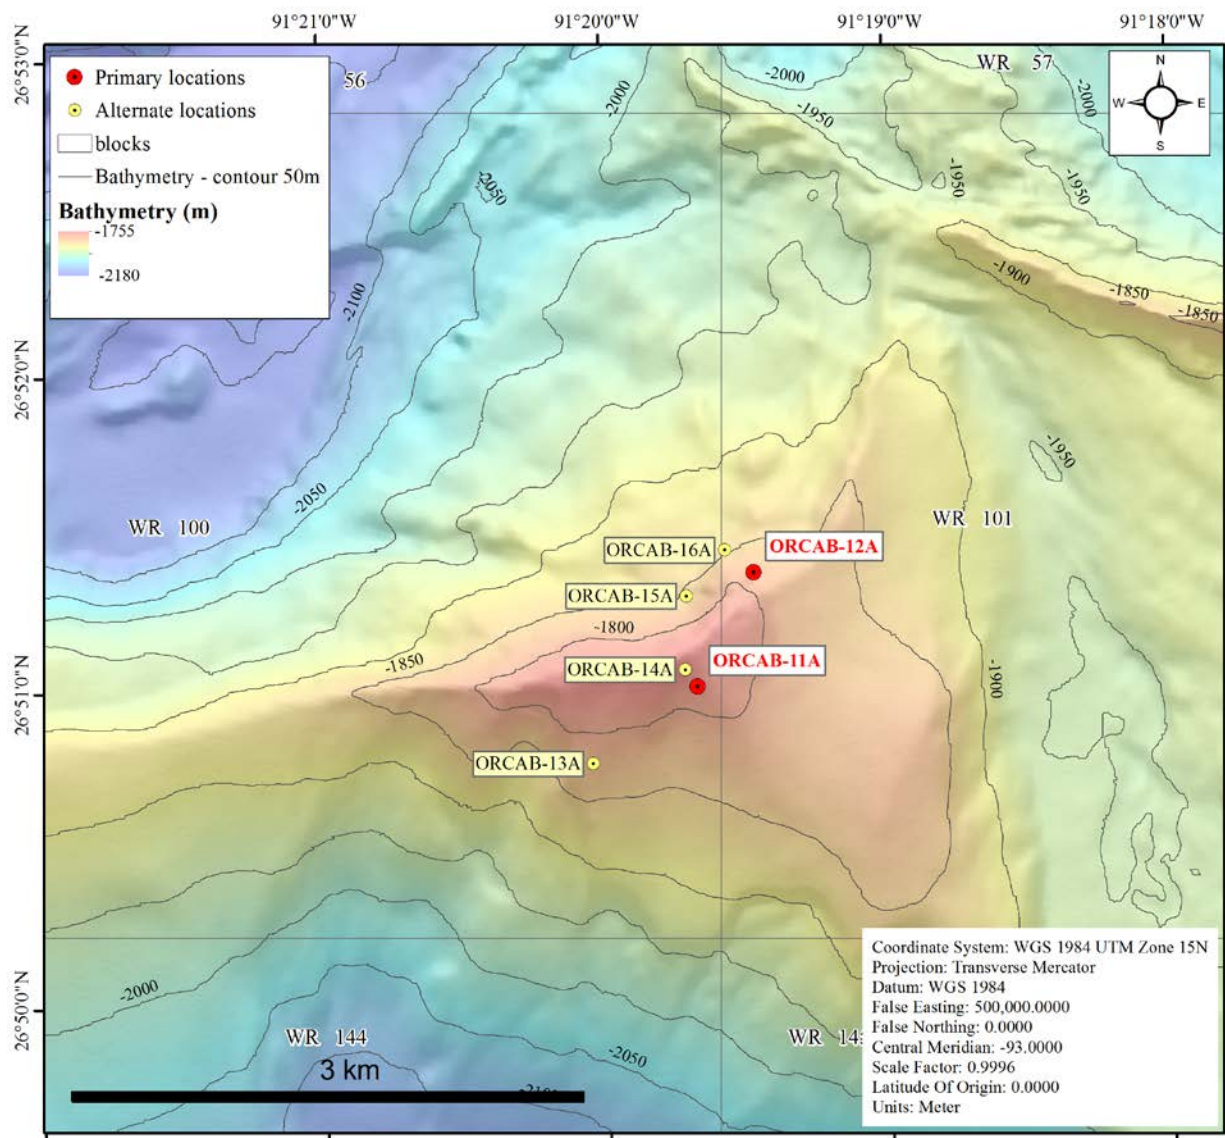 91°21'0"W 91°20'0"W 91°19'0"W 91°18'0"W
26°53'0"N
26°52'0"N
26°51'0"N
26°50'0"N
Primary locations
Alternate locations
blocks
Bathymetry - contour 50m
Bathymetry (m)
-1755
-2180
56
WR 57
N
W E
S
-2000
-2000
-1950
-2000
-2050
-1950
-1950
-2100
-1900
-1850
-1850
-1950
-2050
WR 100
WR 101
ORCAB-16A
ORCAB-12A
ORCAB-15A
-1800
-1850
ORCAB-14A
ORCAB-11A
-1900
ORCAB-13A
-2000
WR 144
WR 14
-2050
3 km
Coordinate System: WGS 1984 UTM Zone 15N
Projection: Transverse Mercator
Datum: WGS 1984
False Easting: 500,000.0000
False Northing: 0.0000
Central Meridian: -93.0000
Scale Factor: 0.9996
Latitude Of Origin: 0.0000
Units: Meter